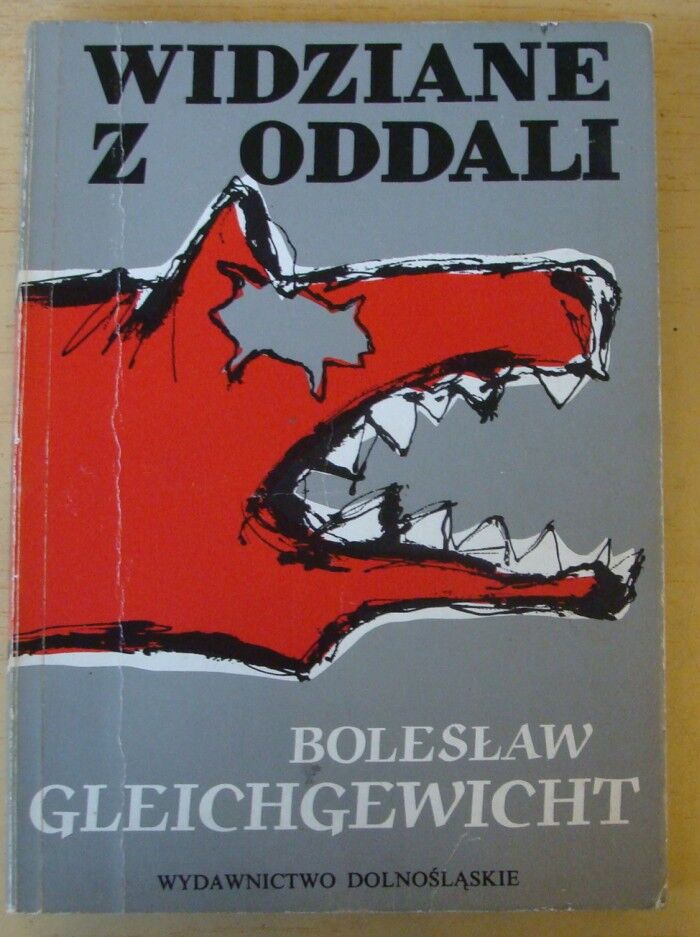 WIDZIANE
Z ODDALI
BOLESŁAW
GLEICHGEWICHT
WYDAWNICTWO DOLNOŚLĄSKIE